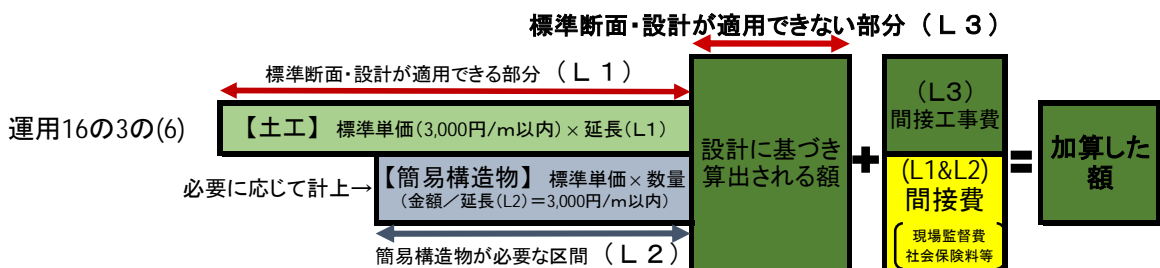 標準断面・設計が適用できない部分（Ｌ３）
標準断面・設計が適用できる部分（Ｌ１）
運用16の3の(6)
【土工】 標準単価(3,000円/ｍ以内)×延長(Ｌ1)
必要に応じて計上→
【簡易構造物】 標準単価×数量
(金額／延長(L2)＝3,000円/ｍ以内)
簡易構造物が必要な区間（Ｌ２）
設計に基づき
算出される額
＋
（Ｌ３）
間接工事費
(L1&L2)
間接費
現場監督費
社会保険料等
＝
加算した
額